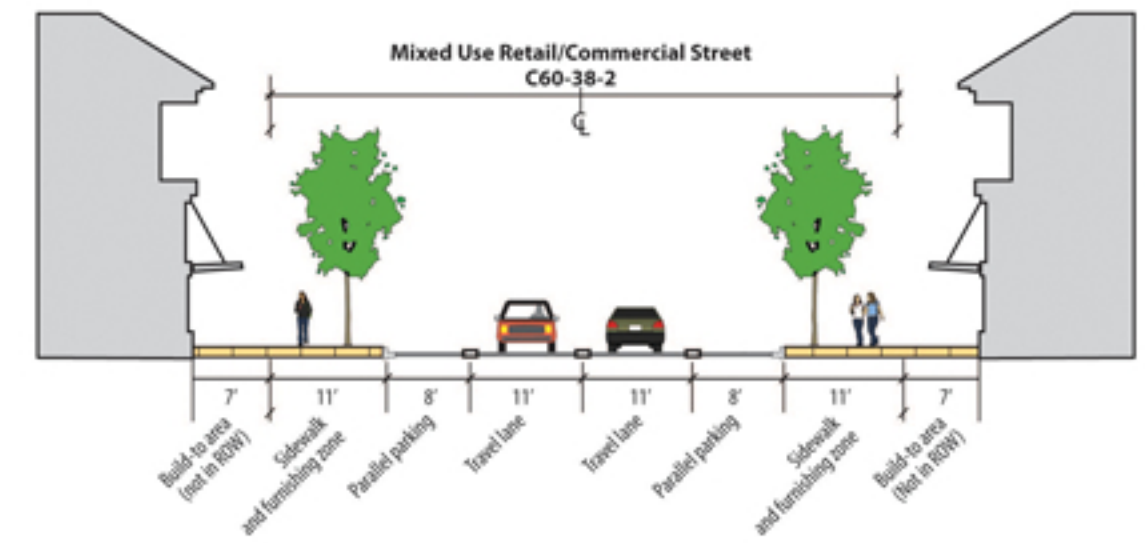 Mixed Use Retail/Commercial Street
C60-38-2
℄
7' 11' 8' 11' 11' 8' 11' 7'
Build-to area
(not in ROW)
Sidewalk
and furnishing zone
Parallel parking
Travel lane
Travel lane
Parallel parking
Sidewalk
and furnishing zone
Build-to area
(Not in ROW)